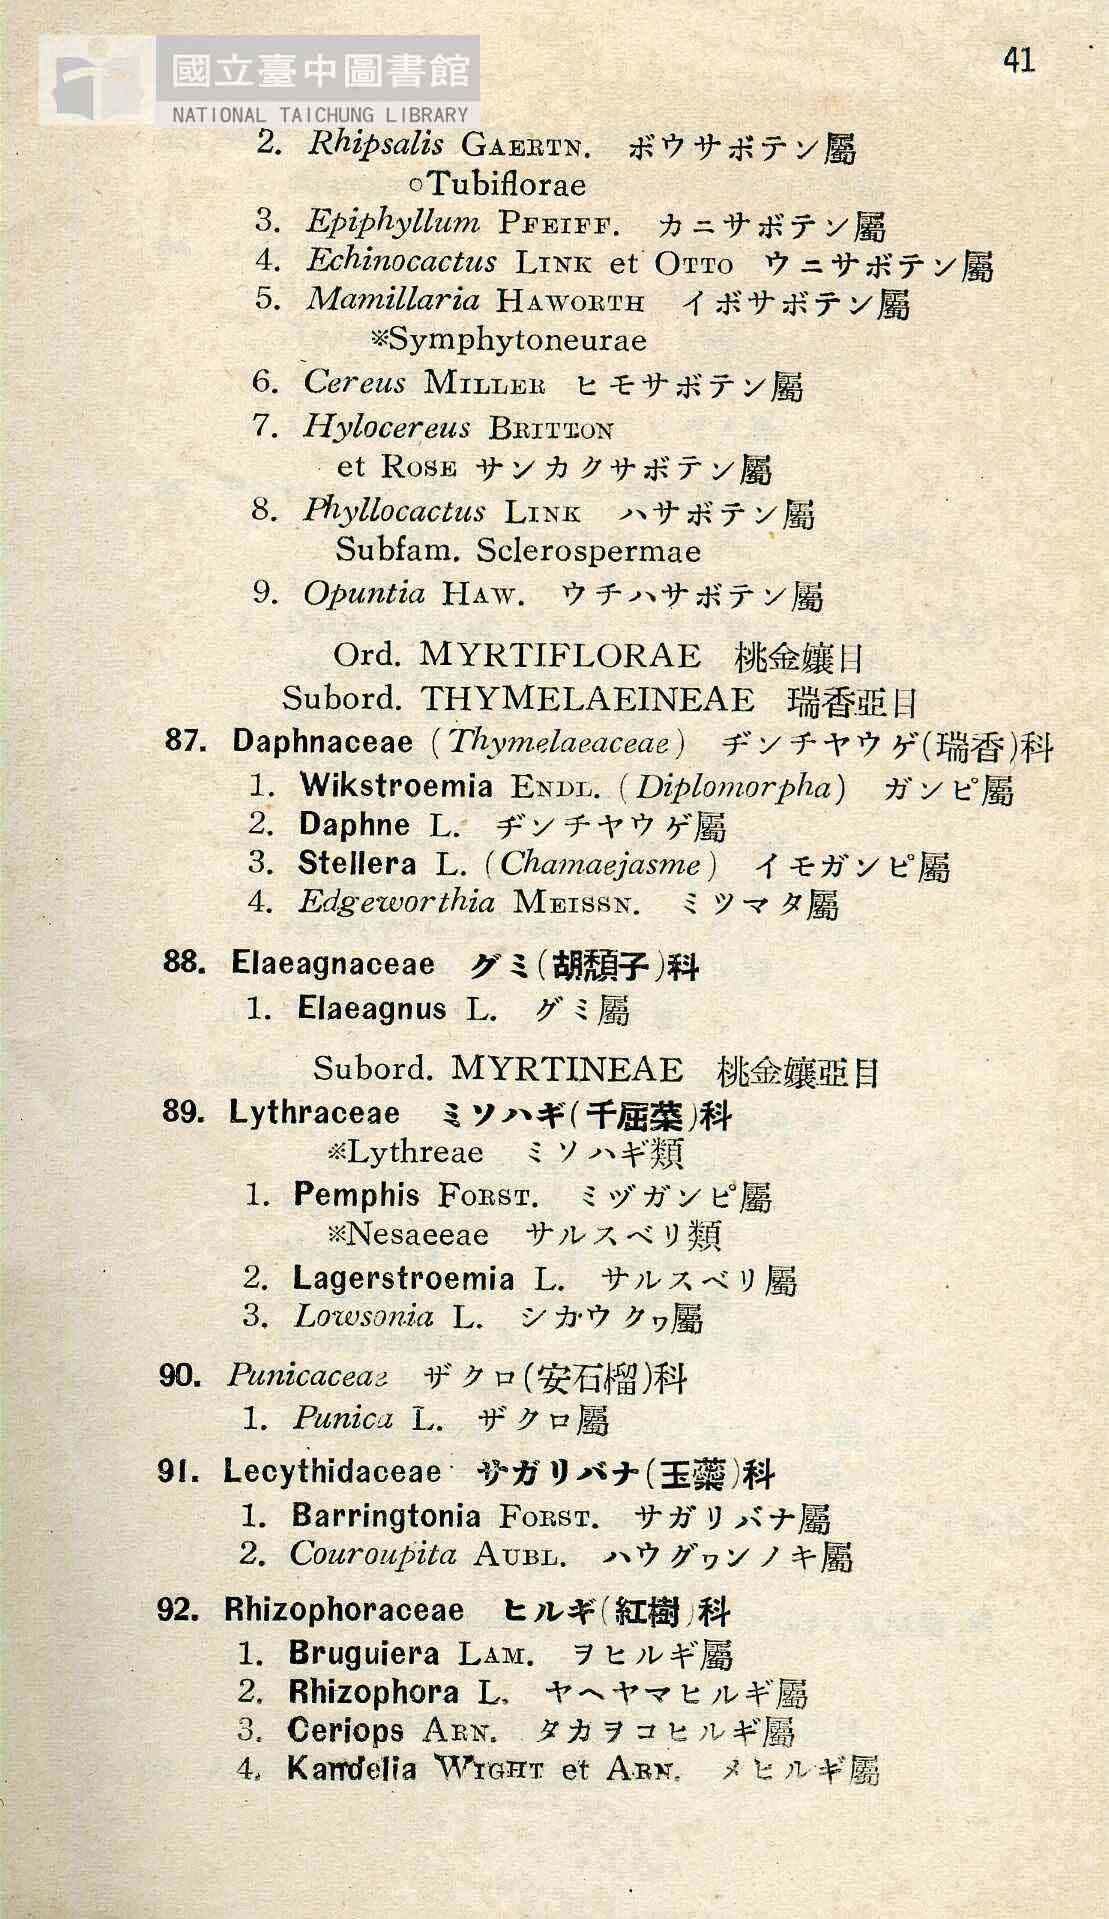 國立臺中圖書館
NATIONAL TAICHUNG LIBRARY
41
2. Rhipsalis GAERTN. ボウサボテン屬
○Tubiflorae
3. Epiphyllum PFEIFF. カニサボテン屬
4. Echinocactus LINK et OTTO ウニサボテン屬
5. Mamillaria HAWORTH イボサボテン屬
※Symphytoneurae
6. Cereus MILLER ヒモサボテン屬
7. Hylocereus BRITTON
et ROSE サンカクサボテン屬
8. Phyllocactus LINK ハサボテン屬
Subfam. Sclerospermae
9. Opuntia HAW. ウチハサボテン屬
Ord. MYRTIFLORAE 桃金孃目
Subord. THYMELAEINEAE 瑞香亞目
87. Daphnaceae (Thymelaeaceae) ヂンチヤウゲ(瑞香)科
1. Wikstroemia ENDL. (Diplomorpha) ガンピ屬
2. Daphne L. ヂンチヤウゲ屬
3. Stellera L. (Chamaejasme) イモガンピ屬
4. Edgeworthia MEISSN. ミツマタ屬
88. Elaeagnaceae グミ(胡頹子)科
1. Elaeagnus L. グミ屬
Subord. MYRTINEAE 桃金孃亞目
89. Lythraceae ミソハギ(千屈菜)科
※Lythreae ミソハギ類
1. Pemphis FORST. ミヅガンピ屬
※Nesaeeae サルスベリ類
2. Lagerstroemia L. サルスベリ屬
3. Lowsonia L. シカウクヮ屬
90. Punicaceae ザクロ(安石榴)科
1. Punica L. ザクロ屬
91. Lecythidaceae サガリバナ(玉蘂)科
1. Barringtonia FORST. サガリバナ屬
2. Couroupita AUBL. ハウグヮンノキ屬
92. Rhizophoraceae ヒルギ(紅樹)科
1. Bruguiera LAM. ヲヒルギ屬
2. Rhizophora L. ヤヘヤマヒルギ屬
3. Ceriops ARN. タカヲコヒルギ屬
4. Kandelia WIGHT et ARN. メヒルギ屬